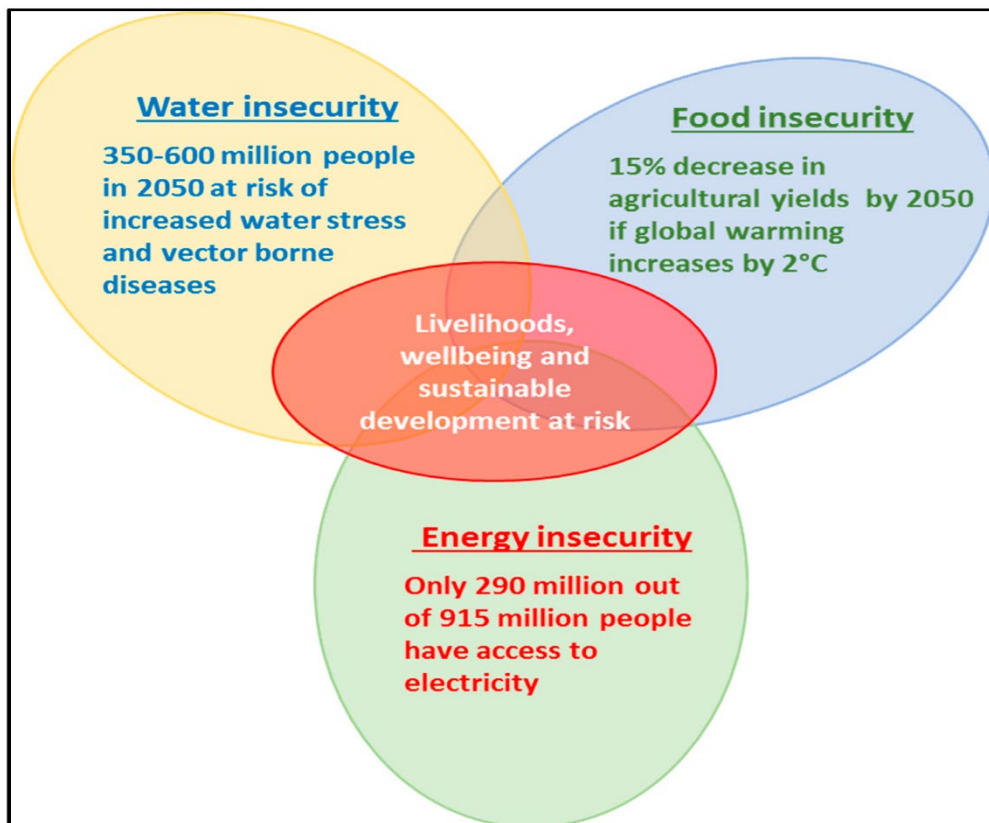 Water insecurity
350-600 million people
in 2050 at risk of
increased water stress
and vector borne
diseases
Food insecurity
15% decrease in
agricultural yields by 2050
if global warming
increases by 2°C
Livelihoods,
wellbeing and
sustainable
development at risk
Energy insecurity
Only 290 million out
of 915 million people
have access to
electricity